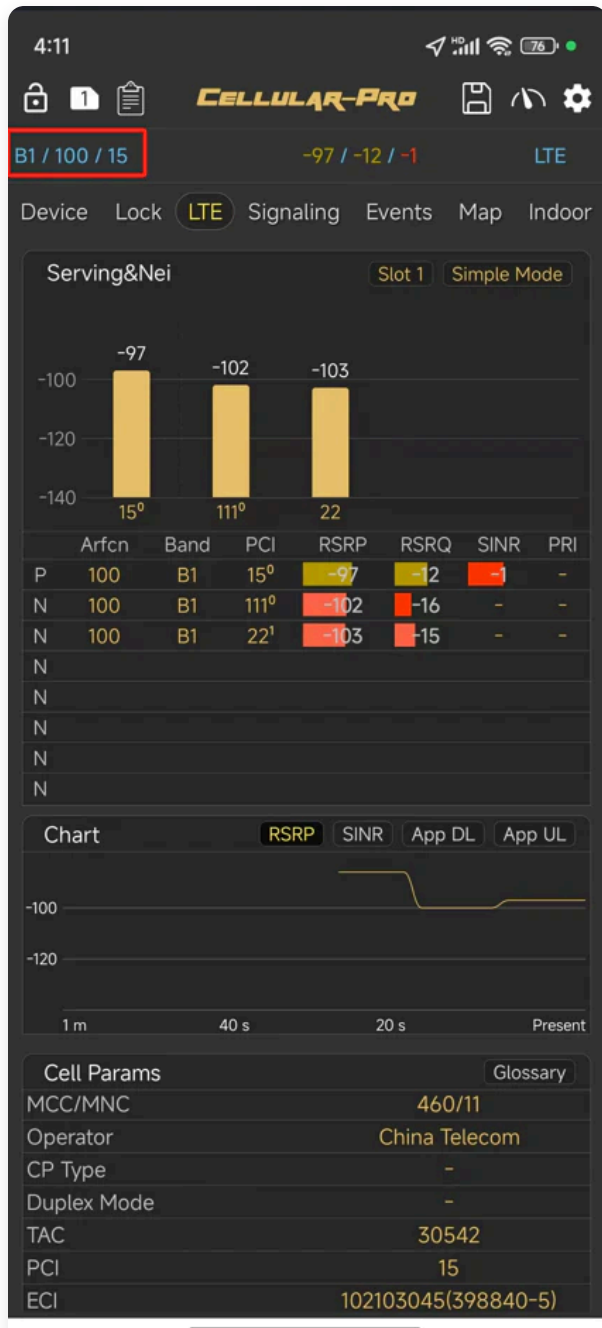 4:11 HD 76
1 CELLULAR-PRO
B1 / 100 / 15 -97 / -12 / -1 LTE
Device Lock LTE Signaling Events Map Indoor
Serving&Nei Slot 1 Simple Mode
-97 -102 -103
-100
-120
-140
15⁰ 111⁰ 22
Arfcn Band PCI RSRP RSRQ SINR PRI
P 100 B1 15⁰ -97 -12 -1 -
N 100 B1 111⁰ -102 -16 - -
N 100 B1 22¹ -103 -15 - -
N
N
N
N
N
Chart RSRP SINR App DL App UL
-100
-120
1 m 40 s 20 s Present
Cell Params Glossary
MCC/MNC 460/11
Operator China Telecom
CP Type -
Duplex Mode -
TAC 30542
PCI 15
ECI 102103045(398840-5)